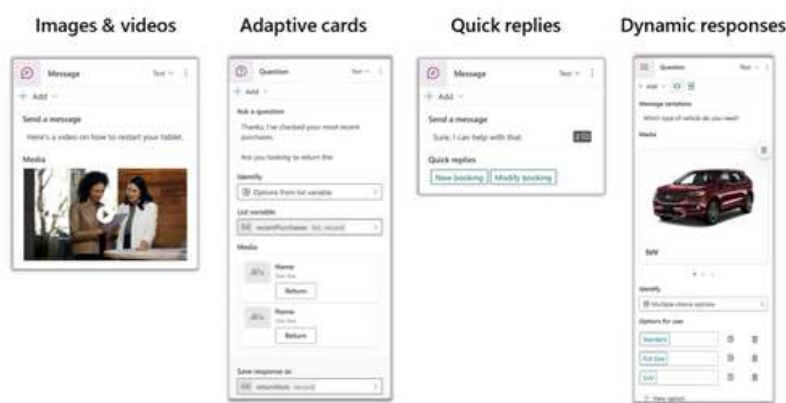 Images & videos
Message
Text
+ Add
Send a message
Here's a video on how to restart your tablet.
Media
Adaptive cards
Question
Text
+ Add
Ask a question
Thanks, I've checked your most recent
purchases.
Are you looking to return the:
Identify
Options from list variable
List variable
recentPurchases list, record
Media
Name
Return
Name
Return
Save response as
returnItem record
Quick replies
Message
Text
+ Add
Send a message
Sure, I can help with that.
Quick replies
New booking Modify booking
Dynamic responses
Question
Text
+ Add
Message variations
Which type of vehicle do you need?
Media
SUV
Identify
Multiple choice options
Options for user
Standard
Full Size
SUV
+ New option